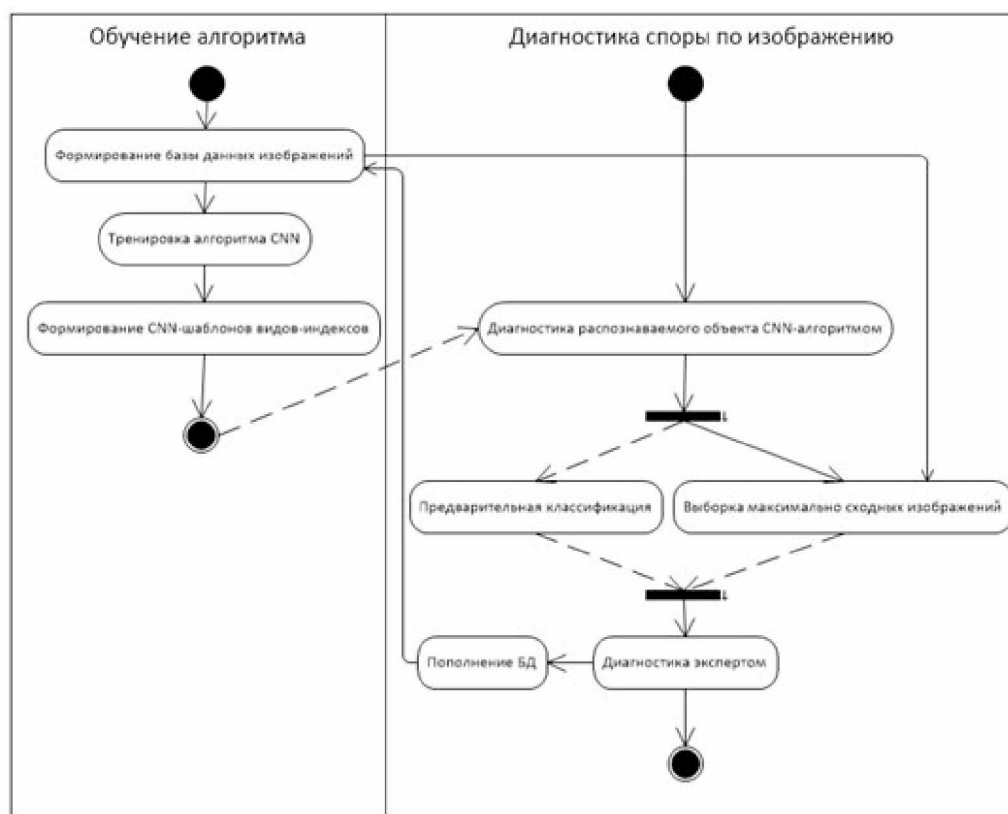 Обучение алгоритма
Диагностика споры по изображению
Формирование базы данных изображений
Тренировка алгоритма CNN
Формирование CNN-шаблонов видов-индексов
Диагностика распознаваемого объекта CNN-алгоритмом
Предварительная классификация
Выборка максимально сходных изображений
Пополнение БД
Диагностика экспертом